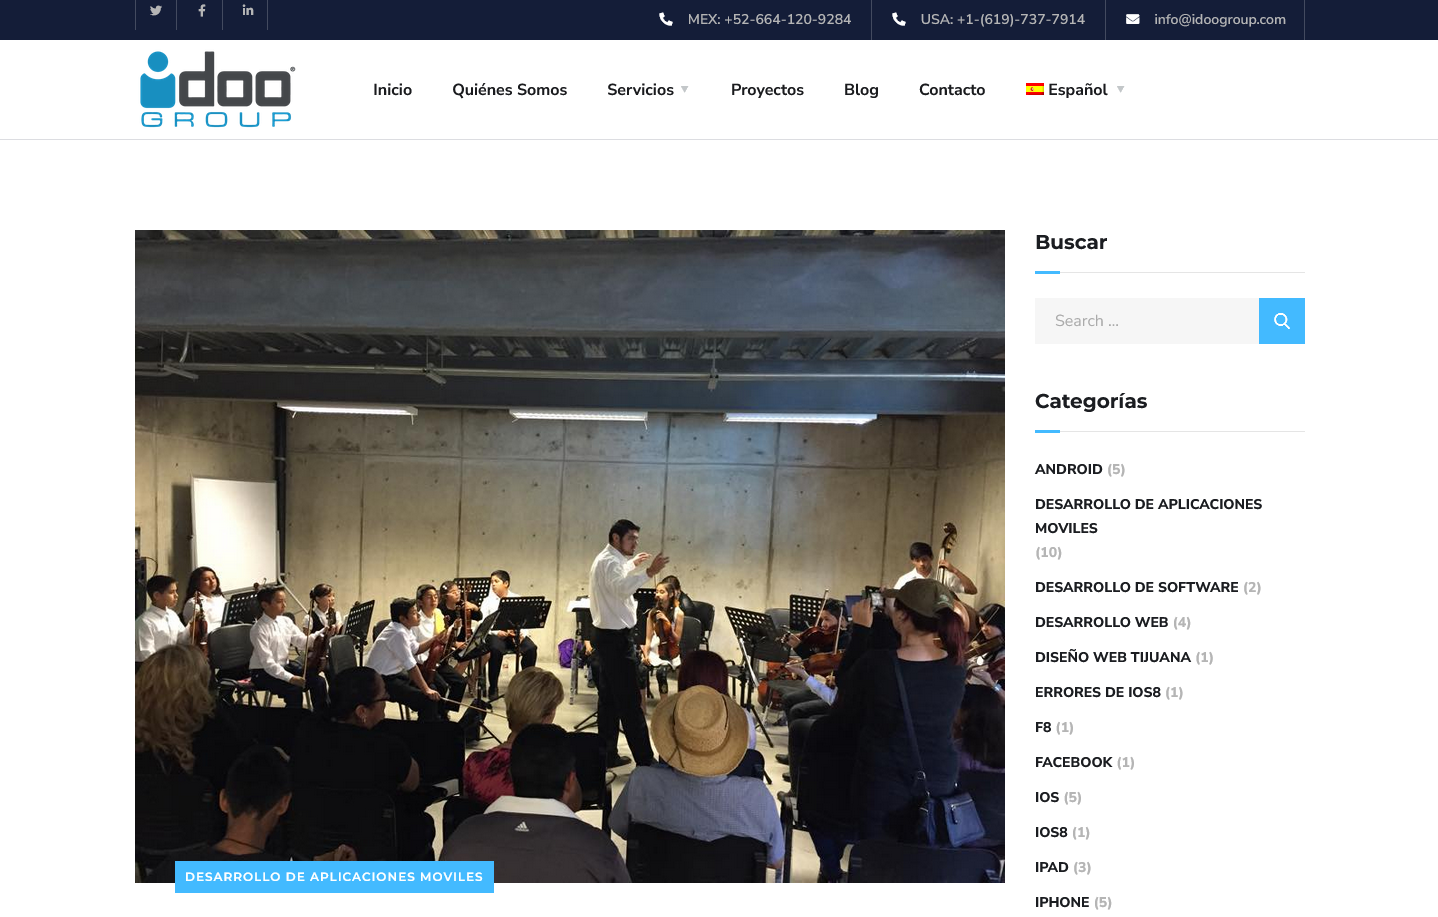 MEX: +52-664-120-9284
USA: +1-(619)-737-7914
info@idoogroup.com
idoo®
GROUP
Inicio
Quiénes Somos
Servicios
Proyectos
Blog
Contacto
Español
Buscar
Search ...
Categorías
ANDROID (5)
DESARROLLO DE APLICACIONES
MOVILES
(10)
DESARROLLO DE SOFTWARE (2)
DESARROLLO WEB (4)
DISEÑO WEB TIJUANA (1)
ERRORES DE IOS8 (1)
F8 (1)
FACEBOOK (1)
IOS (5)
IOS8 (1)
IPAD (3)
IPHONE (5)
DESARROLLO DE APLICACIONES MOVILES